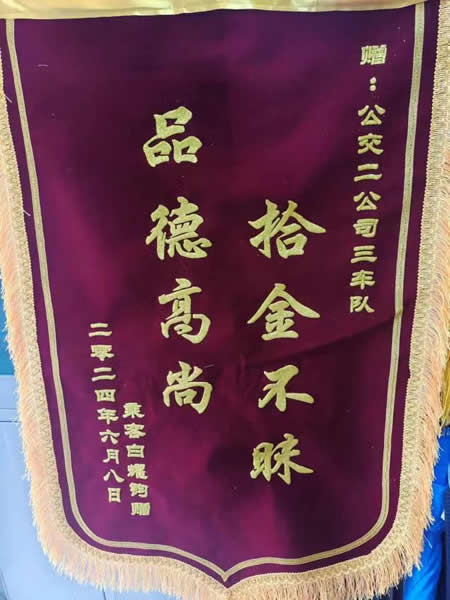 赠：公交二公司三车队
拾金不昧
品德高尚
乘客白耀钧赠
二零二四年六月八日